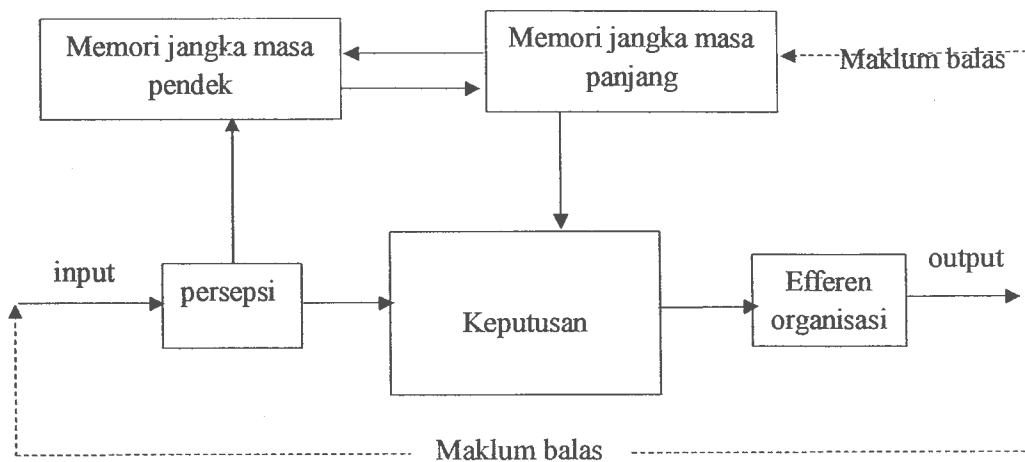 Memori jangka masa
pendek
Memori jangka masa
panjang
Maklum balas
input
persepsi
Keputusan
Efferen
organisasi
output
Maklum balas